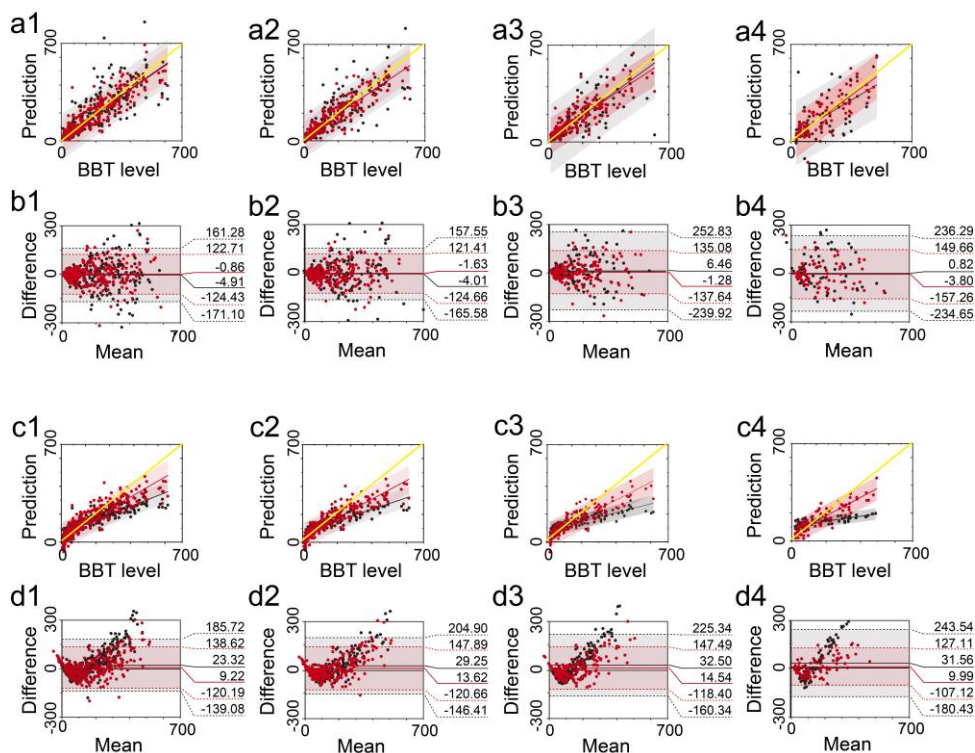 a1
a2
a3
a4
700
Prediction
0
0
700
BBT level
700
Prediction
0
0
700
BBT level
700
Prediction
0
0
700
BBT level
700
Prediction
0
0
700
BBT level
b1
b2
b3
b4
300
Difference
0
-300
0
700
Mean
161.28
122.71
-0.86
-4.91
-124.43
-171.10
300
Difference
0
-300
0
700
Mean
157.55
121.41
-1.63
-4.01
-124.66
-165.58
300
Difference
0
-300
0
700
Mean
252.83
135.08
6.46
-1.28
-137.64
-239.92
300
Difference
0
-300
0
700
Mean
236.29
149.66
0.82
-3.80
-157.26
-234.65
c1
c2
c3
c4
700
Prediction
0
0
700
BBT level
700
Prediction
0
0
700
BBT level
700
Prediction
0
0
700
BBT level
700
Prediction
0
0
700
BBT level
d1
d2
d3
d4
300
Difference
0
-300
0
700
Mean
185.72
138.62
23.32
9.22
-120.19
-139.08
300
Difference
0
-300
0
700
Mean
204.90
147.89
29.25
13.62
-120.66
-146.41
300
Difference
0
-300
0
700
Mean
225.34
147.49
32.50
14.54
-118.40
-160.34
300
Difference
0
-300
0
700
Mean
243.54
127.11
31.56
9.99
-107.12
-180.43